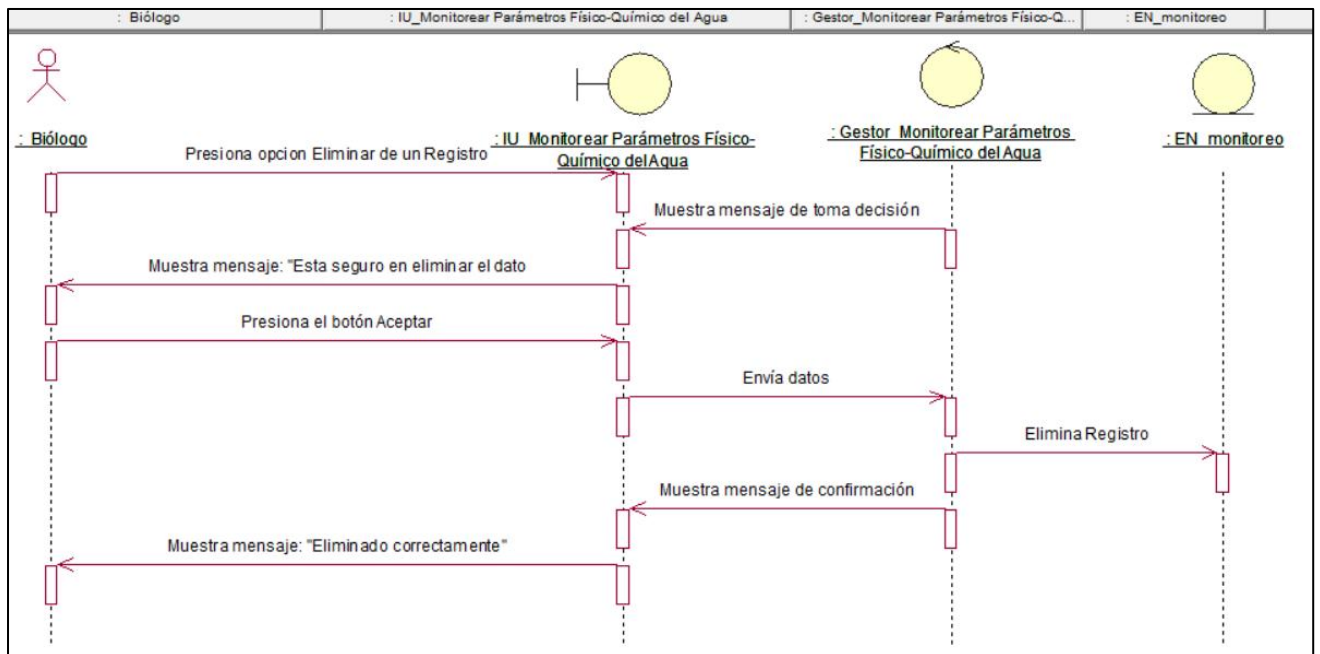 : Biólogo
: IU_Monitorear Parámetros Físico-Químico del Agua
: Gestor_Monitorear Parámetros Físico-Q...
: EN_monitoreo
: Biólogo
: IU_Monitorear Parámetros Físico-
Químico del Agua
: Gestor_Monitorear Parámetros
Físico-Químico del Agua
: EN_monitoreo
Presiona opcion Eliminar de un Registro
Muestra mensaje de toma decisión
Muestra mensaje: "Esta seguro en eliminar el dato
Presiona el botón Aceptar
Envía datos
Elimina Registro
Muestra mensaje de confirmación
Muestra mensaje: "Eliminado correctamente"